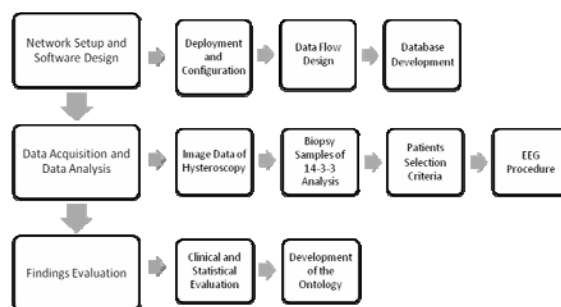 Network Setup and
Software Design
Deployment
and
Configuration
Data Flow
Design
Database
Development
Data Acquisition and
Data Analysis
Image Data of
Hysteroscopy
Biopsy
Samples of
14-3-3
Analysis
Patients
Selection
Criteria
EEG
Procedure
Findings Evaluation
Clinical and
Statistical
Evaluation
Development
of the
Ontology